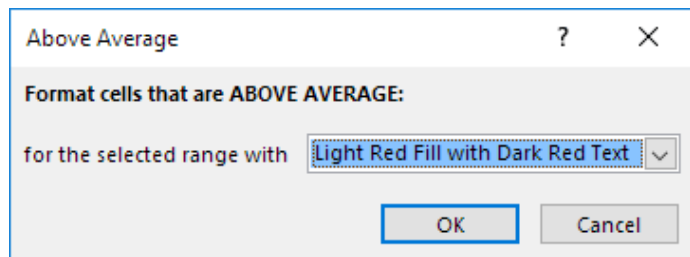 Above Average ?
Format cells that are ABOVE AVERAGE:
for the selected range with Light Red Fill with Dark Red Text
OK Cancel